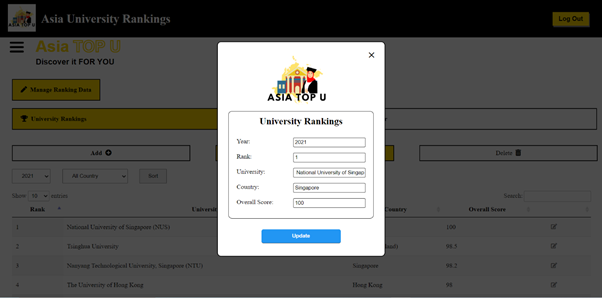 Asia University Rankings
Log Out
Asia TOP U
Discover it FOR YOU
Manage Ranking Data
University Rankings
Add
Delete
2021
All Country
Sort
Show 10 entries
Search:
Rank
Univers
Country
Overall Score
1 National University of Singapore (NUS) 100
2 Tsinghua University 98.5
3 Nanyang Technological University, Singapore (NTU) Singapore 98.2
4 The University of Hong Kong Hong Kong 98
ASIA TOP U
University Rankings
Year: 2021
Rank: 1
University: National University of Singap
Country: Singapore
Overall Score: 100
Update